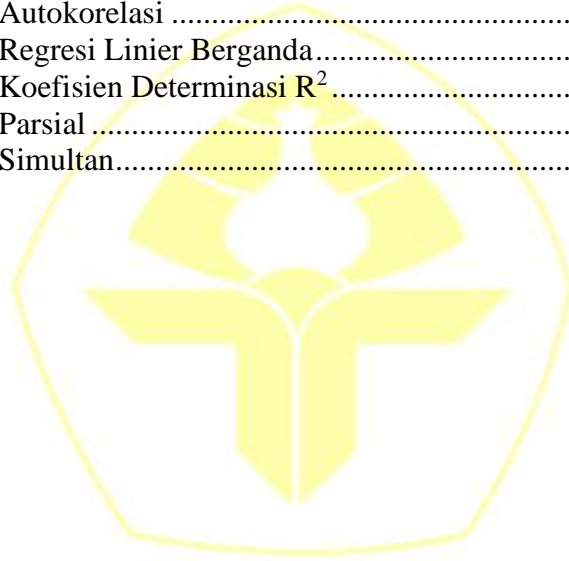 Autokorelasi .............................................
Regresi Linier Berganda.................................
Koefisien Determinasi R²...............................
Parsial ......................................................
Simultan...................................................